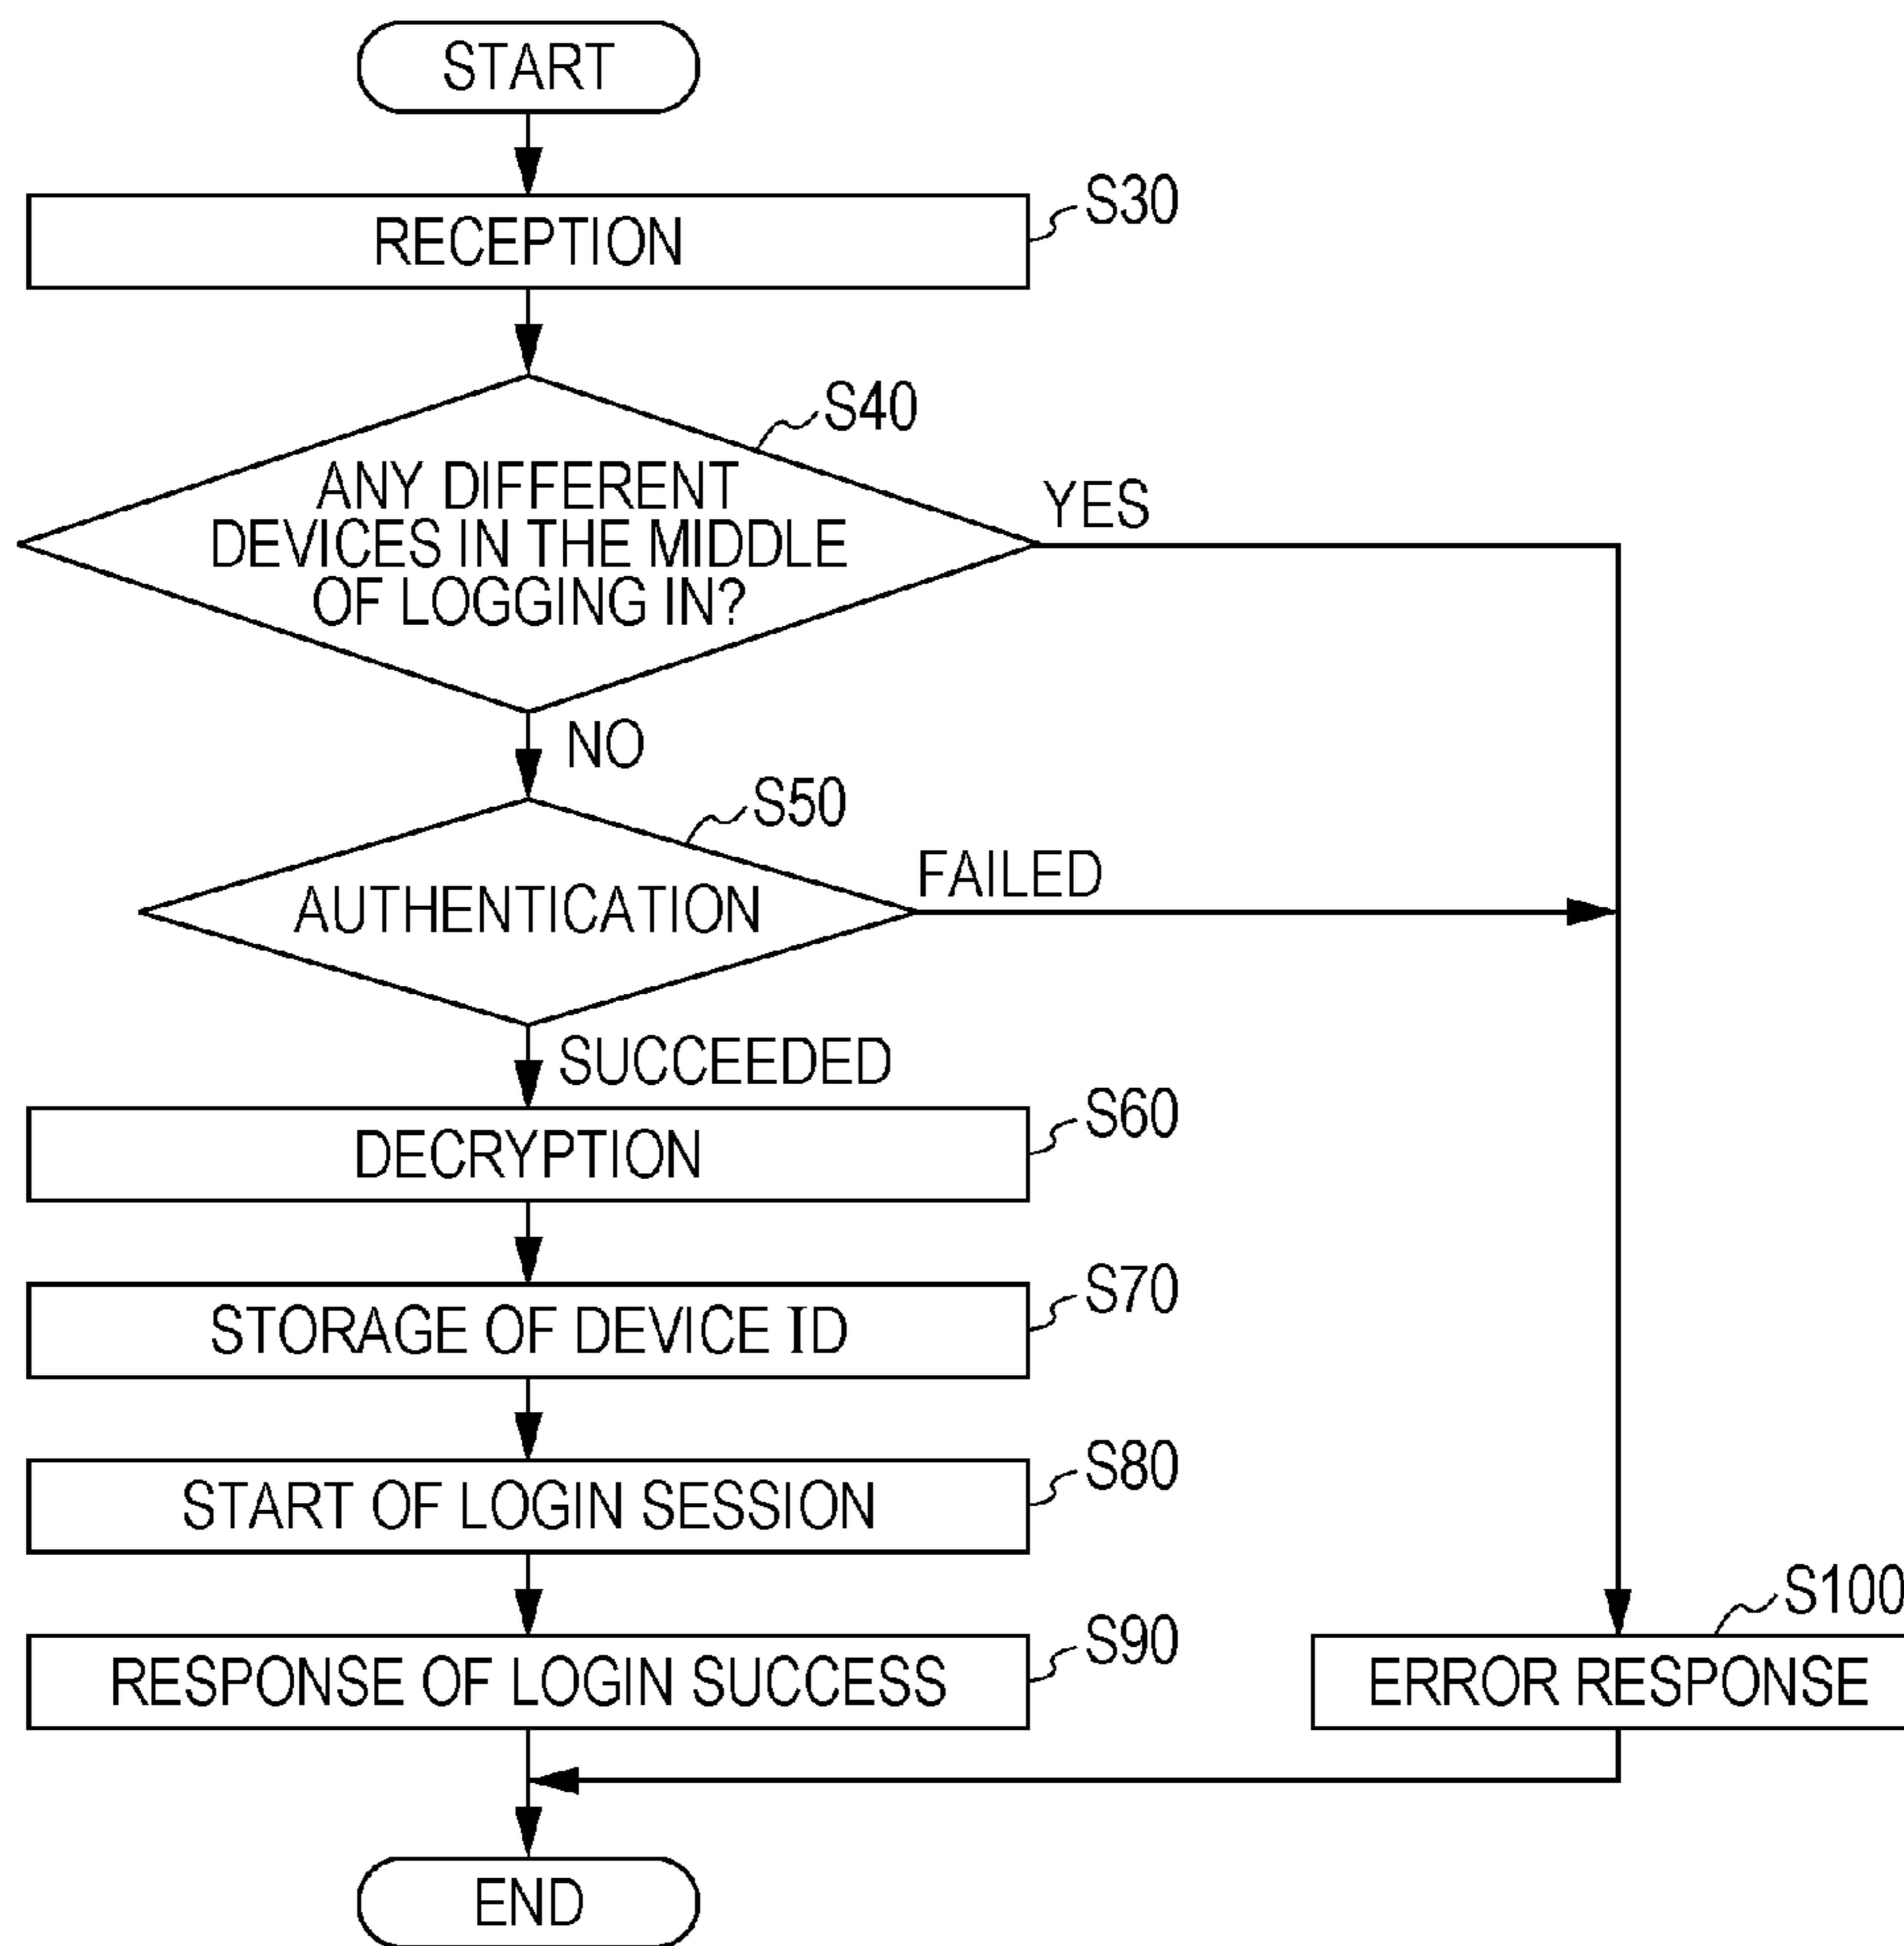 START
RECEPTION
S30
S40
ANY DIFFERENT
DEVICES IN THE MIDDLE
OF LOGGING IN?
YES
NO
S50
AUTHENTICATION
FAILED
SUCCEEDED
DECRYPTION
S60
STORAGE OF DEVICE ID
S70
START OF LOGIN SESSION
S80
RESPONSE OF LOGIN SUCCESS
S90
S100
ERROR RESPONSE
END